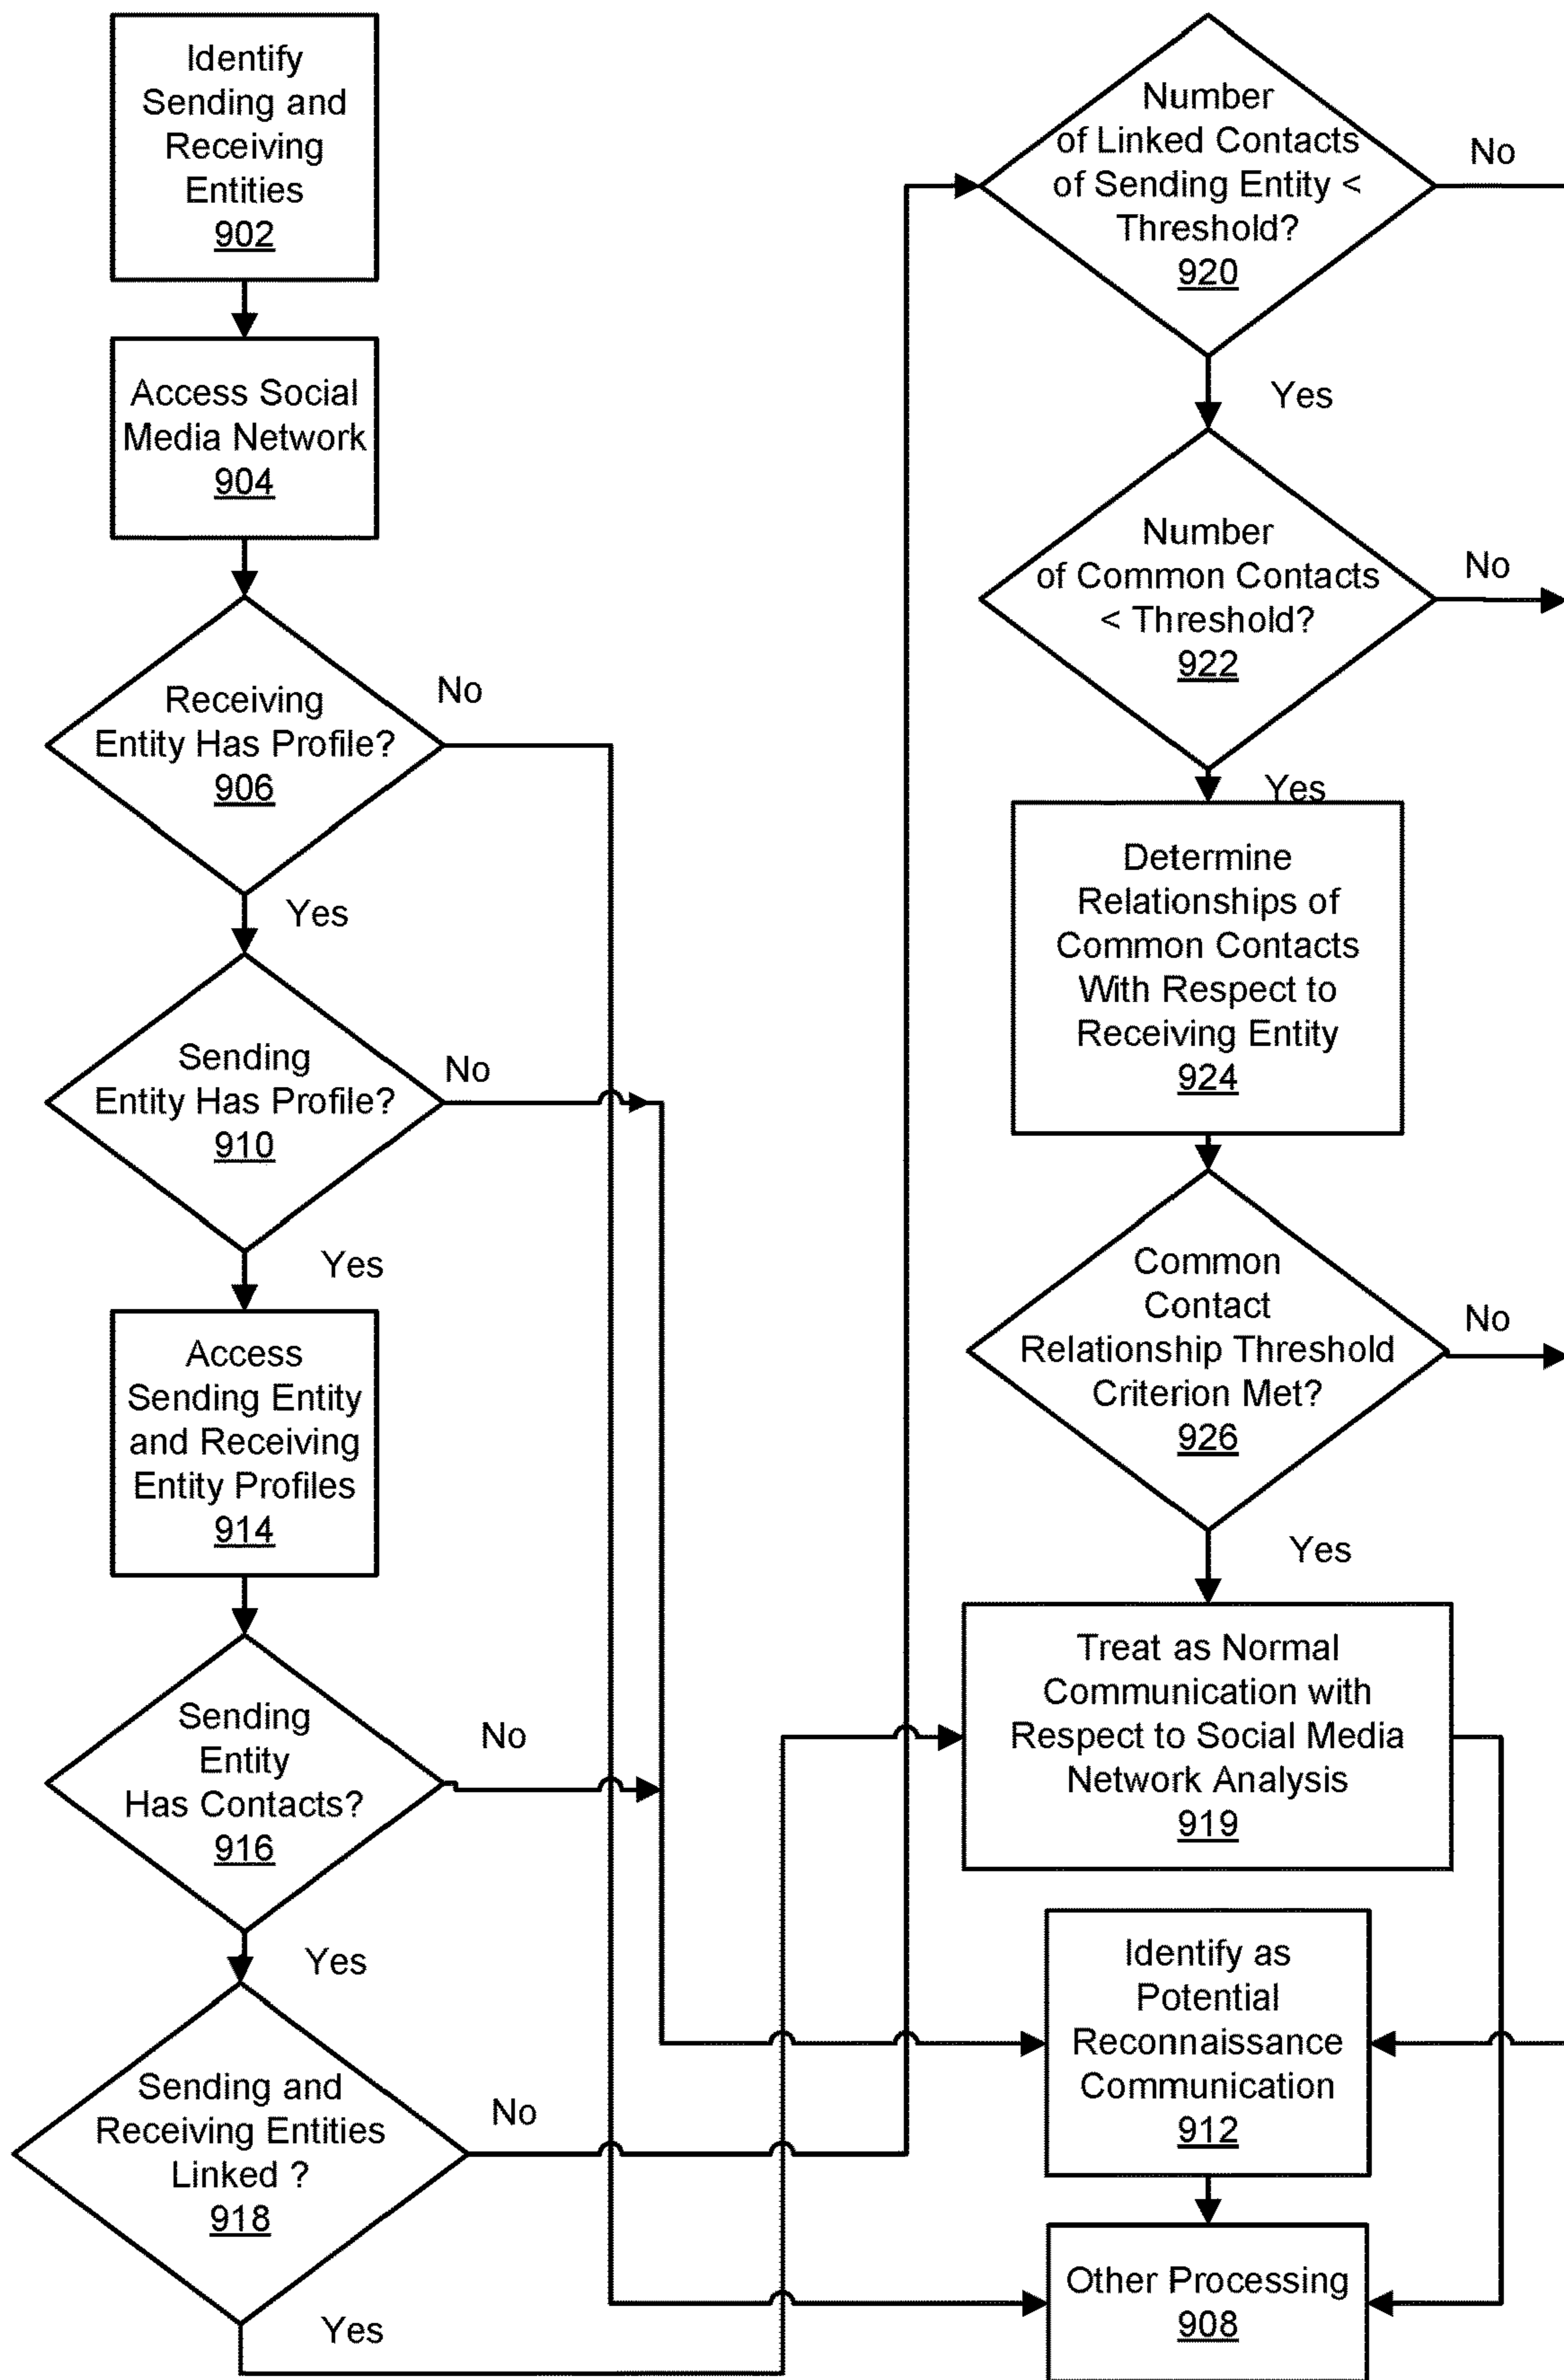 Identify
Sending and
Receiving
Entities
902
Access Social
Media Network
904
Receiving
Entity Has Profile?
906
No
Yes
Sending
Entity Has Profile?
910
No
Yes
Access
Sending Entity
and Receiving
Entity Profiles
914
Sending
Entity
Has Contacts?
916
No
Yes
Sending and
Receiving Entities
Linked ?
918
No
Yes
Number
of Linked Contacts
of Sending Entity <
Threshold?
920
No
Yes
Number
of Common Contacts
< Threshold?
922
No
Yes
Determine
Relationships of
Common Contacts
With Respect to
Receiving Entity
924
Common
Contact
Relationship Threshold
Criterion Met?
926
No
Yes
Treat as Normal
Communication with
Respect to Social Media
Network Analysis
919
Identify as
Potential
Reconnaissance
Communication
912
Other Processing
908